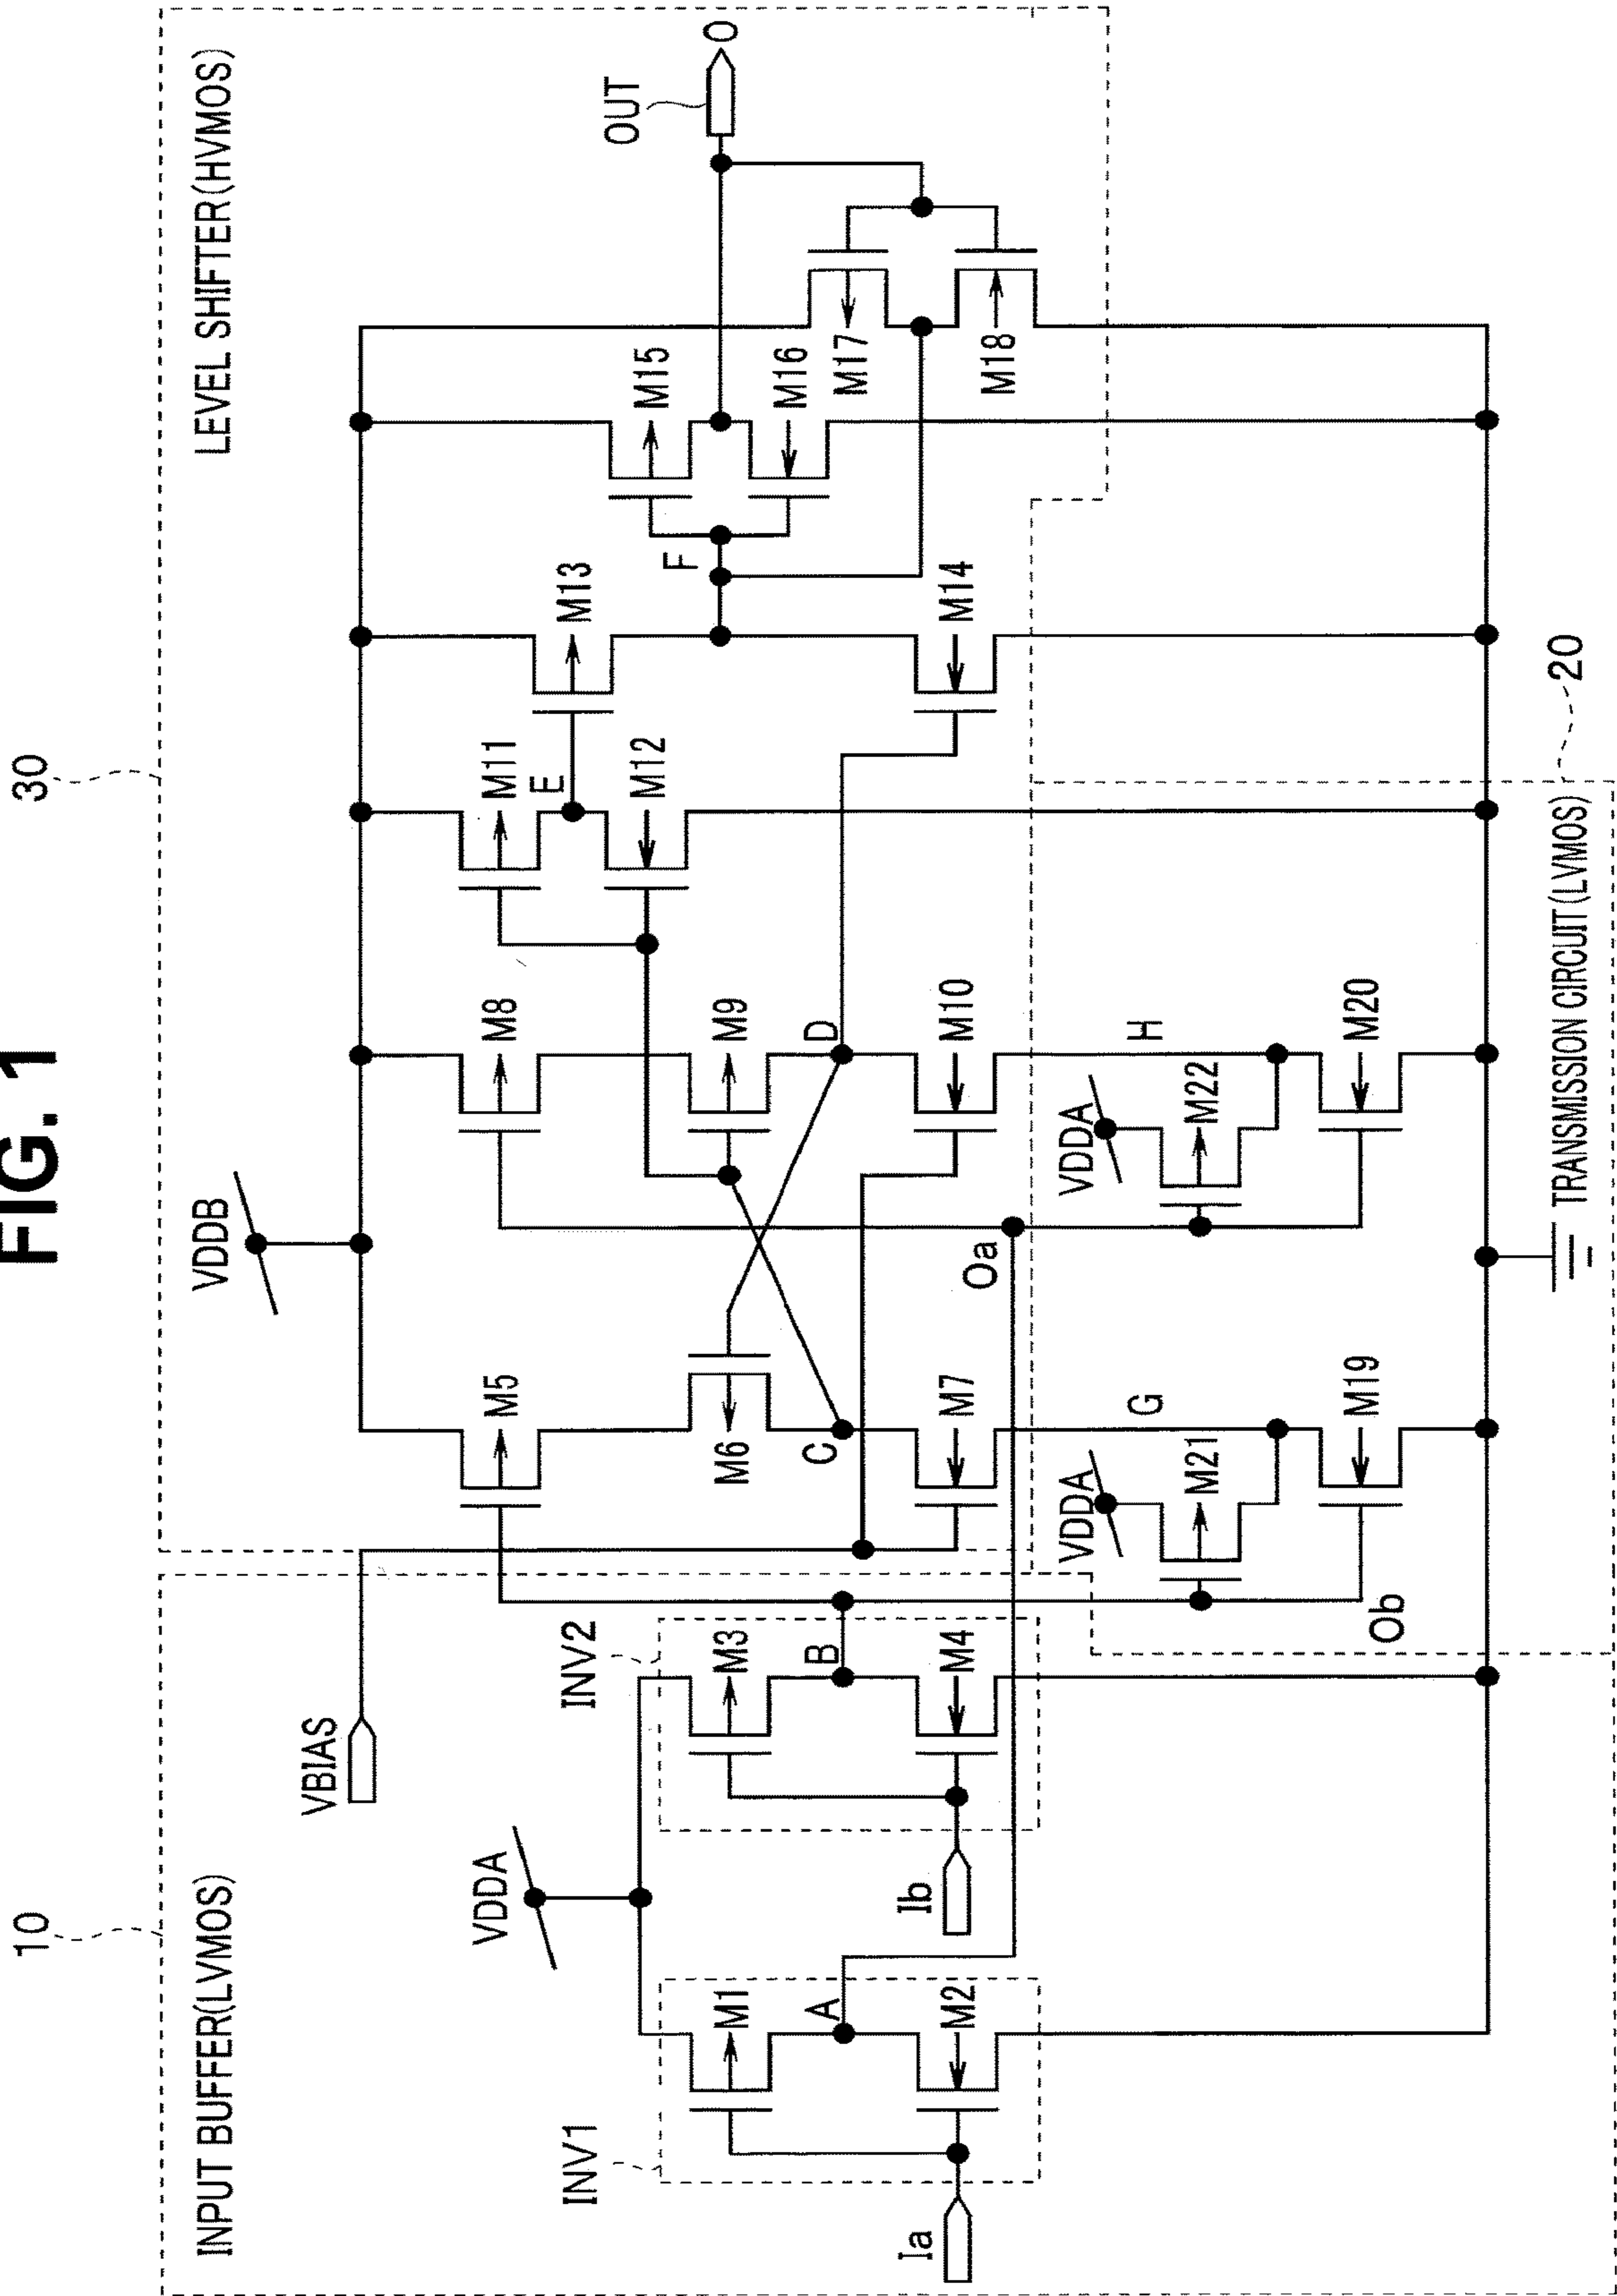 FIG. 1
10
30
INPUT BUFFER(LVMOS)
LEVEL SHIFTER(HVMOS)
VDDB
VBIAS
VDDA
INV1
INV2
M1
A
M2
Ia
M3
B
M4
Ib
M5
M6
C
M7
M8
M9
D
M10
M11
E
M12
M13
F
M14
M15
M16
M17
M18
OUT
O
Oa
Ob
VDDA
M21
G
M19
VDDA
M22
H
M20
TRANSMISSION CIRCUIT(LVMOS)
20